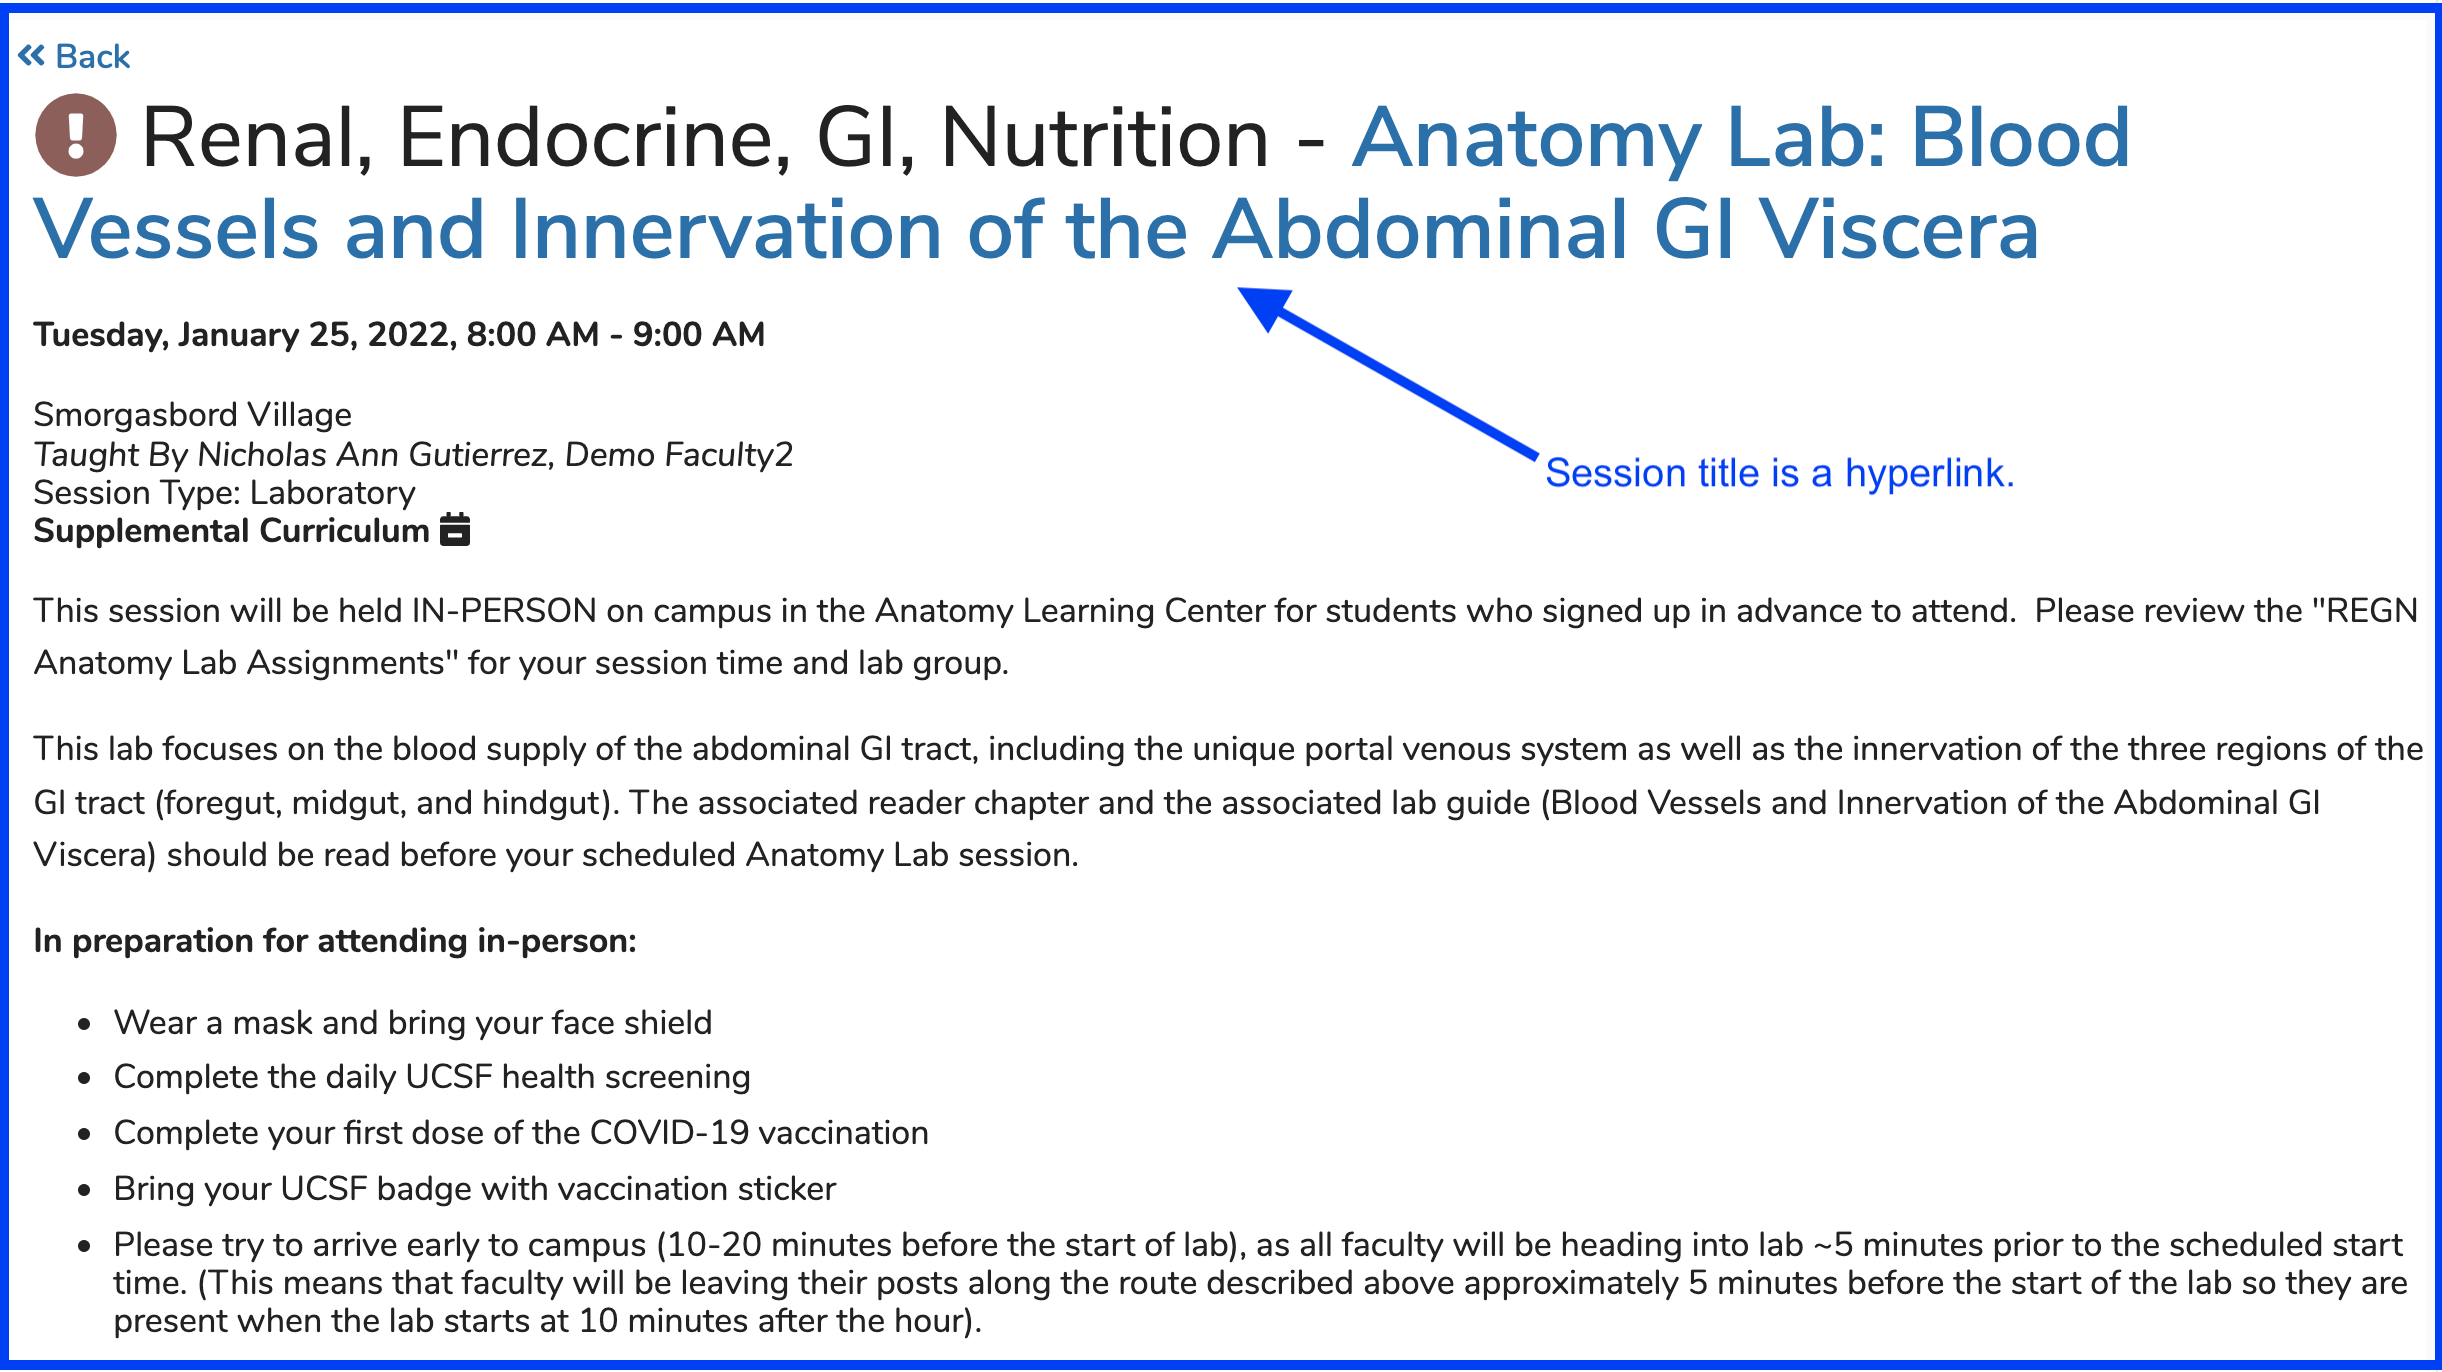 Back
Renal, Endocrine, GI, Nutrition - Anatomy Lab: Blood
Vessels and Innervation of the Abdominal GI Viscera
Tuesday, January 25, 2022, 8:00 AM - 9:00 AM
Session title is a hyperlink.
Smorgasbord Village
Taught By Nicholas Ann Gutierrez, Demo Faculty2
Session Type: Laboratory
Supplemental Curriculum
This session will be held IN-PERSON on campus in the Anatomy Learning Center for students who signed up in advance to attend.  Please review the "REGN
Anatomy Lab Assignments" for your session time and lab group.
This lab focuses on the blood supply of the abdominal GI tract, including the unique portal venous system as well as the innervation of the three regions of the
GI tract (foregut, midgut, and hindgut). The associated reader chapter and the associated lab guide (Blood Vessels and Innervation of the Abdominal GI
Viscera) should be read before your scheduled Anatomy Lab session.
In preparation for attending in-person:
• Wear a mask and bring your face shield
• Complete the daily UCSF health screening
• Complete your first dose of the COVID-19 vaccination
• Bring your UCSF badge with vaccination sticker
• Please try to arrive early to campus (10-20 minutes before the start of lab), as all faculty will be heading into lab ~5 minutes prior to the scheduled start
time. (This means that faculty will be leaving their posts along the route described above approximately 5 minutes before the start of the lab so they are
present when the lab starts at 10 minutes after the hour).